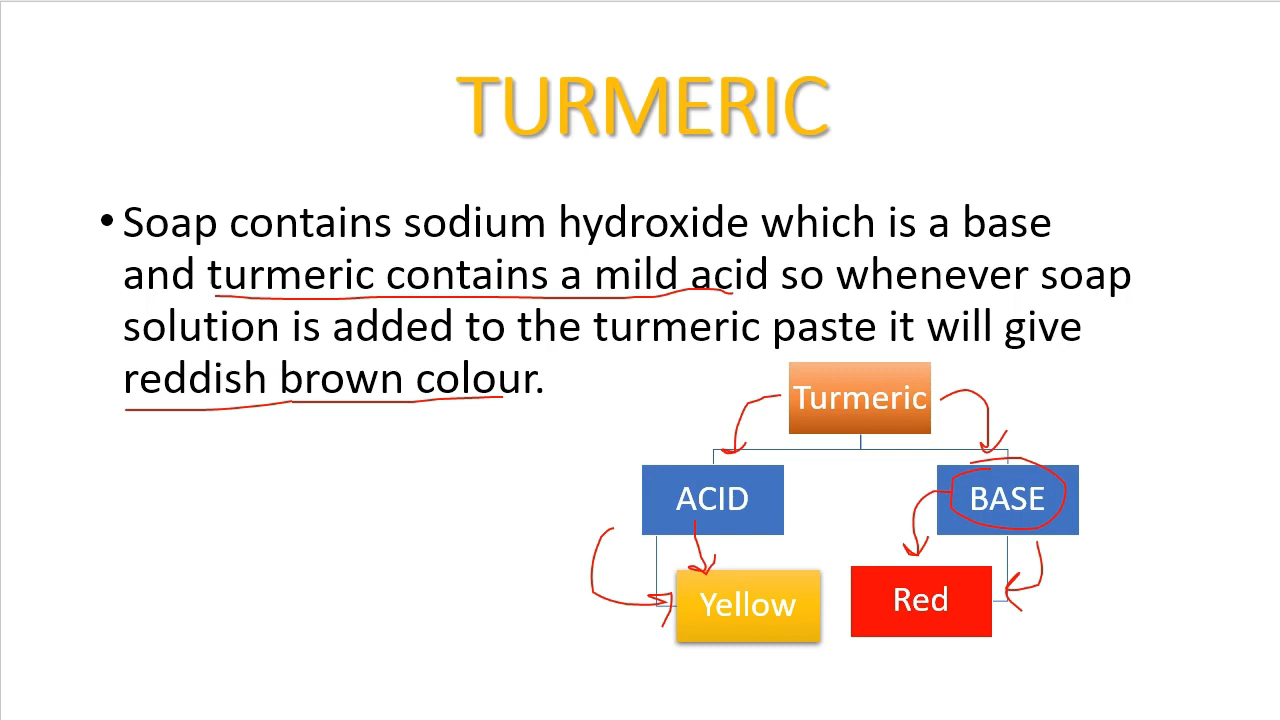 TURMERIC
• Soap contains sodium hydroxide which is a base
and turmeric contains a mild acid so whenever soap
solution is added to the turmeric paste it will give
reddish brown colour.
Turmeric
ACID
BASE
Yellow
Red